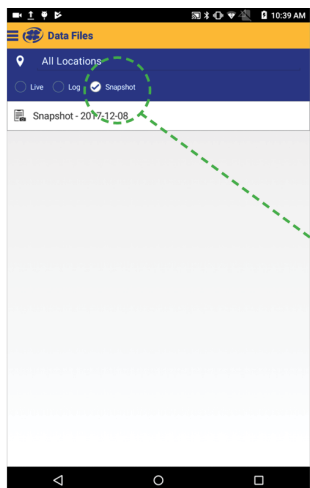 10:39 AM
Data Files
All Locations
Live Log Snapshot
Snapshot - 2017-12-08